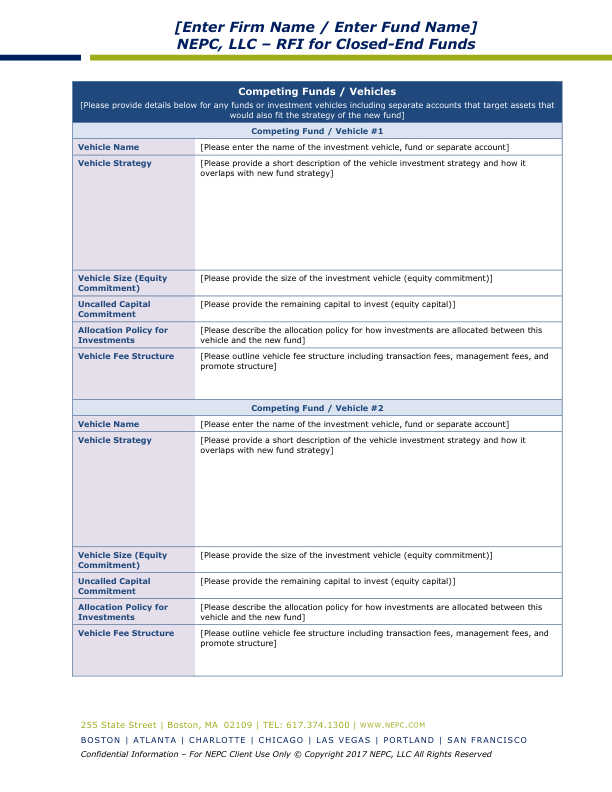 [Enter Firm Name / Enter Fund Name]
NEPC, LLC – RFI for Closed-End Funds
Competing Funds / Vehicles
[Please provide details below for any funds or investment vehicles including separate accounts that target assets that
would also fit the strategy of the new fund]
Competing Fund / Vehicle #1
Vehicle Name [Please enter the name of the investment vehicle, fund or separate account]
Vehicle Strategy [Please provide a short description of the vehicle investment strategy and how it
overlaps with new fund strategy]
Vehicle Size (Equity [Please provide the size of the investment vehicle (equity commitment)]
Commitment)
Uncalled Capital [Please provide the remaining capital to invest (equity capital)]
Commitment
Allocation Policy for [Please describe the allocation policy for how investments are allocated between this
Investments vehicle and the new fund]
Vehicle Fee Structure [Please outline vehicle fee structure including transaction fees, management fees, and
promote structure]
Competing Fund / Vehicle #2
Vehicle Name [Please enter the name of the investment vehicle, fund or separate account]
Vehicle Strategy [Please provide a short description of the vehicle investment strategy and how it
overlaps with new fund strategy]
Vehicle Size (Equity [Please provide the size of the investment vehicle (equity commitment)]
Commitment)
Uncalled Capital [Please provide the remaining capital to invest (equity capital)]
Commitment
Allocation Policy for [Please describe the allocation policy for how investments are allocated between this
Investments vehicle and the new fund]
Vehicle Fee Structure [Please outline vehicle fee structure including transaction fees, management fees, and
promote structure]
255 State Street | Boston, MA 02109 | TEL: 617.374.1300 | WWW.NEPC.COM
BOSTON | ATLANTA | CHARLOTTE | CHICAGO | LAS VEGAS | PORTLAND | SAN FRANCISCO
Confidential Information – For NEPC Client Use Only © Copyright 2017 NEPC, LLC All Rights Reserved